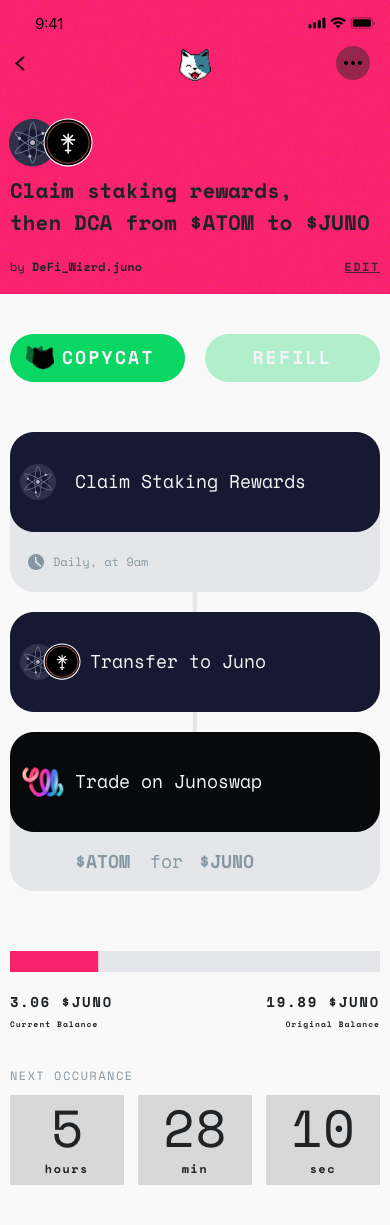 9:41
Claim staking rewards,
then DCA from $ATOM to $JUNO
by DeFi_Wizrd.juno EDIT
COPYCAT REFILL
Claim Staking Rewards
Daily, at 9am
Transfer to Juno
Trade on Junoswap
$ATOM for $JUNO
3.06 $JUNO 19.89 $JUNO
Current Balance Original Balance
NEXT OCCURANCE
5 28 10
hours min sec